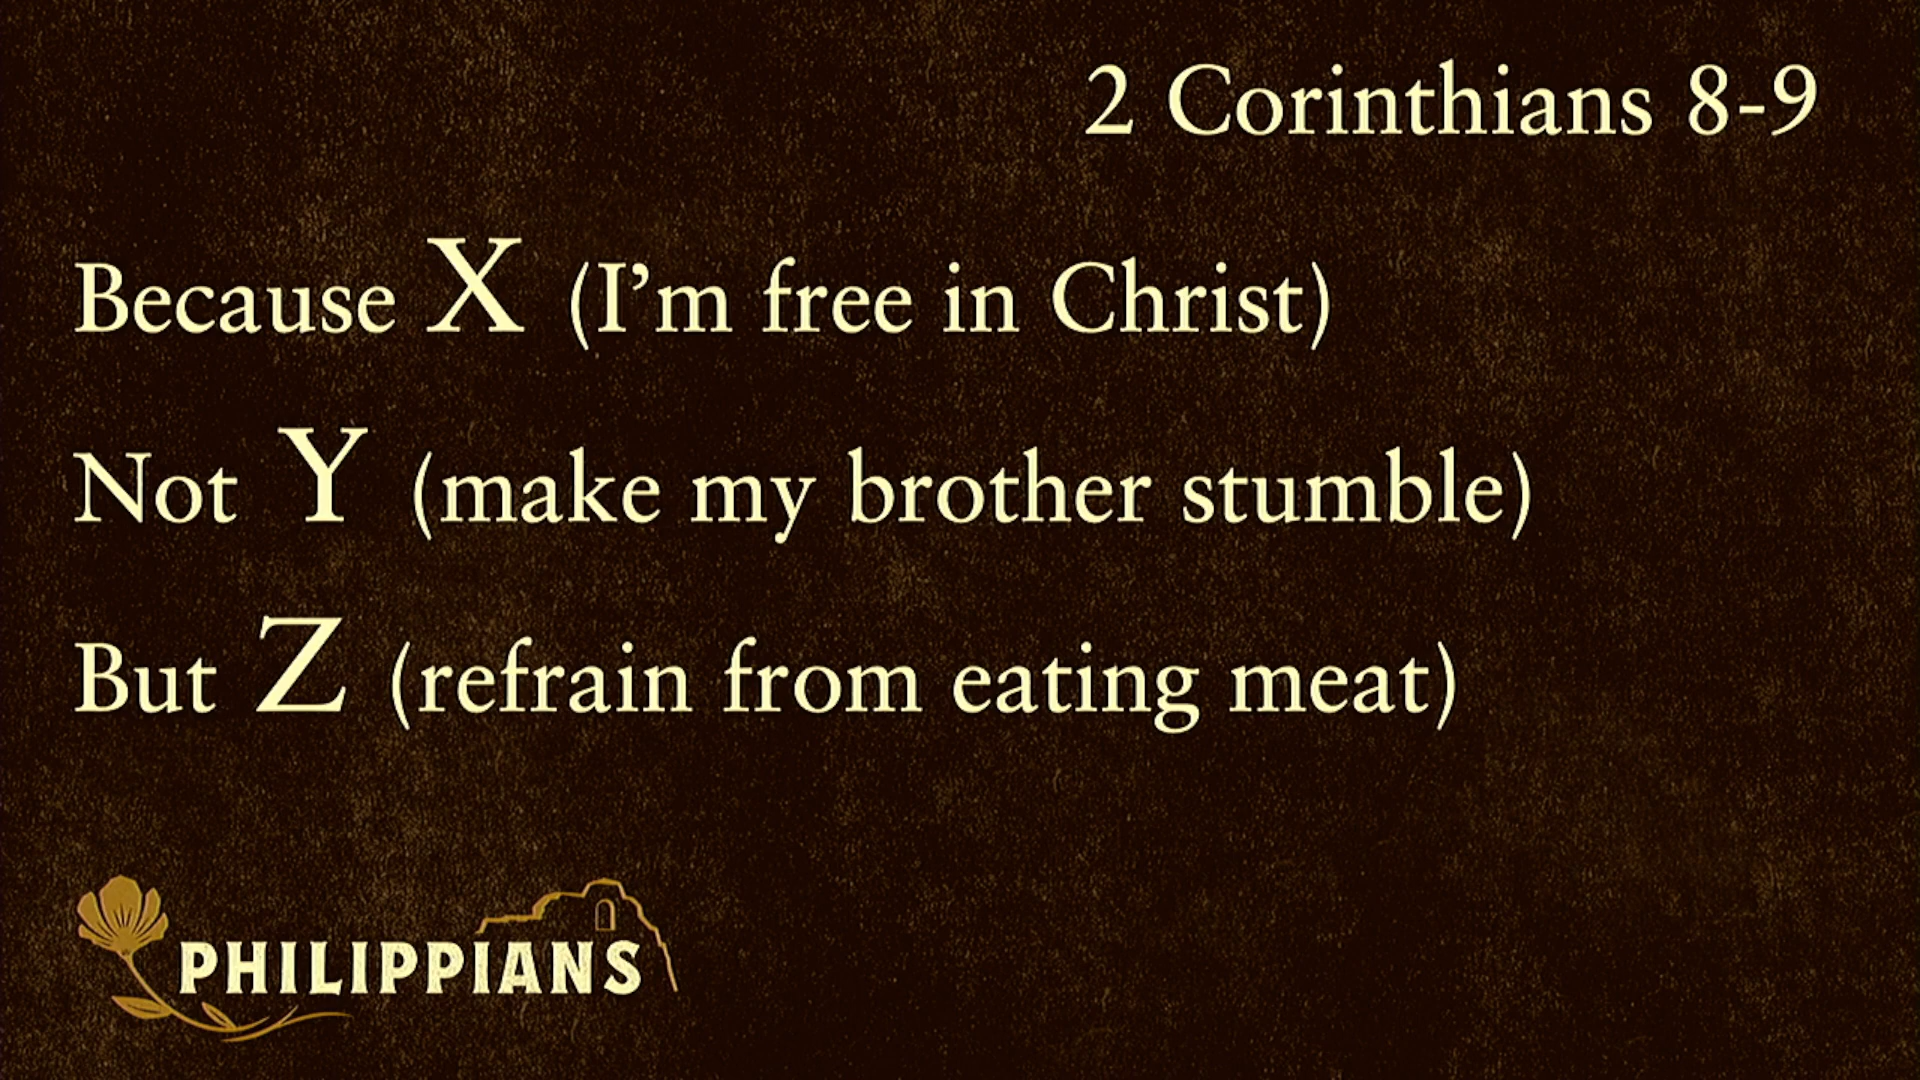 2 Corinthians 8-9
Because X (I’m free in Christ)
Not Y (make my brother stumble)
But Z (refrain from eating meat)
PHILIPPIANS